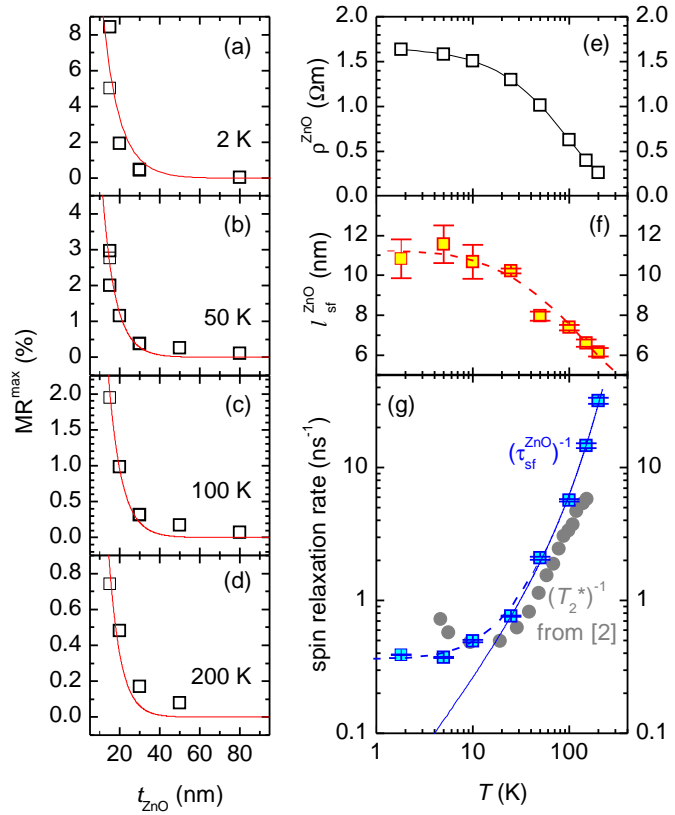 (a)
8
6
4
2
0
2 K
(b)
4
3
2
1
0
50 K
(c)
2.0
1.5
1.0
0.5
0.0
100 K
(d)
0.8
0.6
0.4
0.2
0.0
200 K
MR^max (%)
20 40 60 80
t_ZnO (nm)
(e)
2.0 2.0
1.5 1.5
1.0 1.0
0.5 0.5
0.0 0.0
ρ^ZnO (Ωm)
(f)
12 12
10 10
8 8
6 6
l_sf^ZnO (nm)
(g)
(τ_sf^ZnO)^-1
10 10
1 1
0.1 0.1
(T_2*)^-1
from [2]
spin relaxation rate (ns^-1)
1 10 100
T (K)